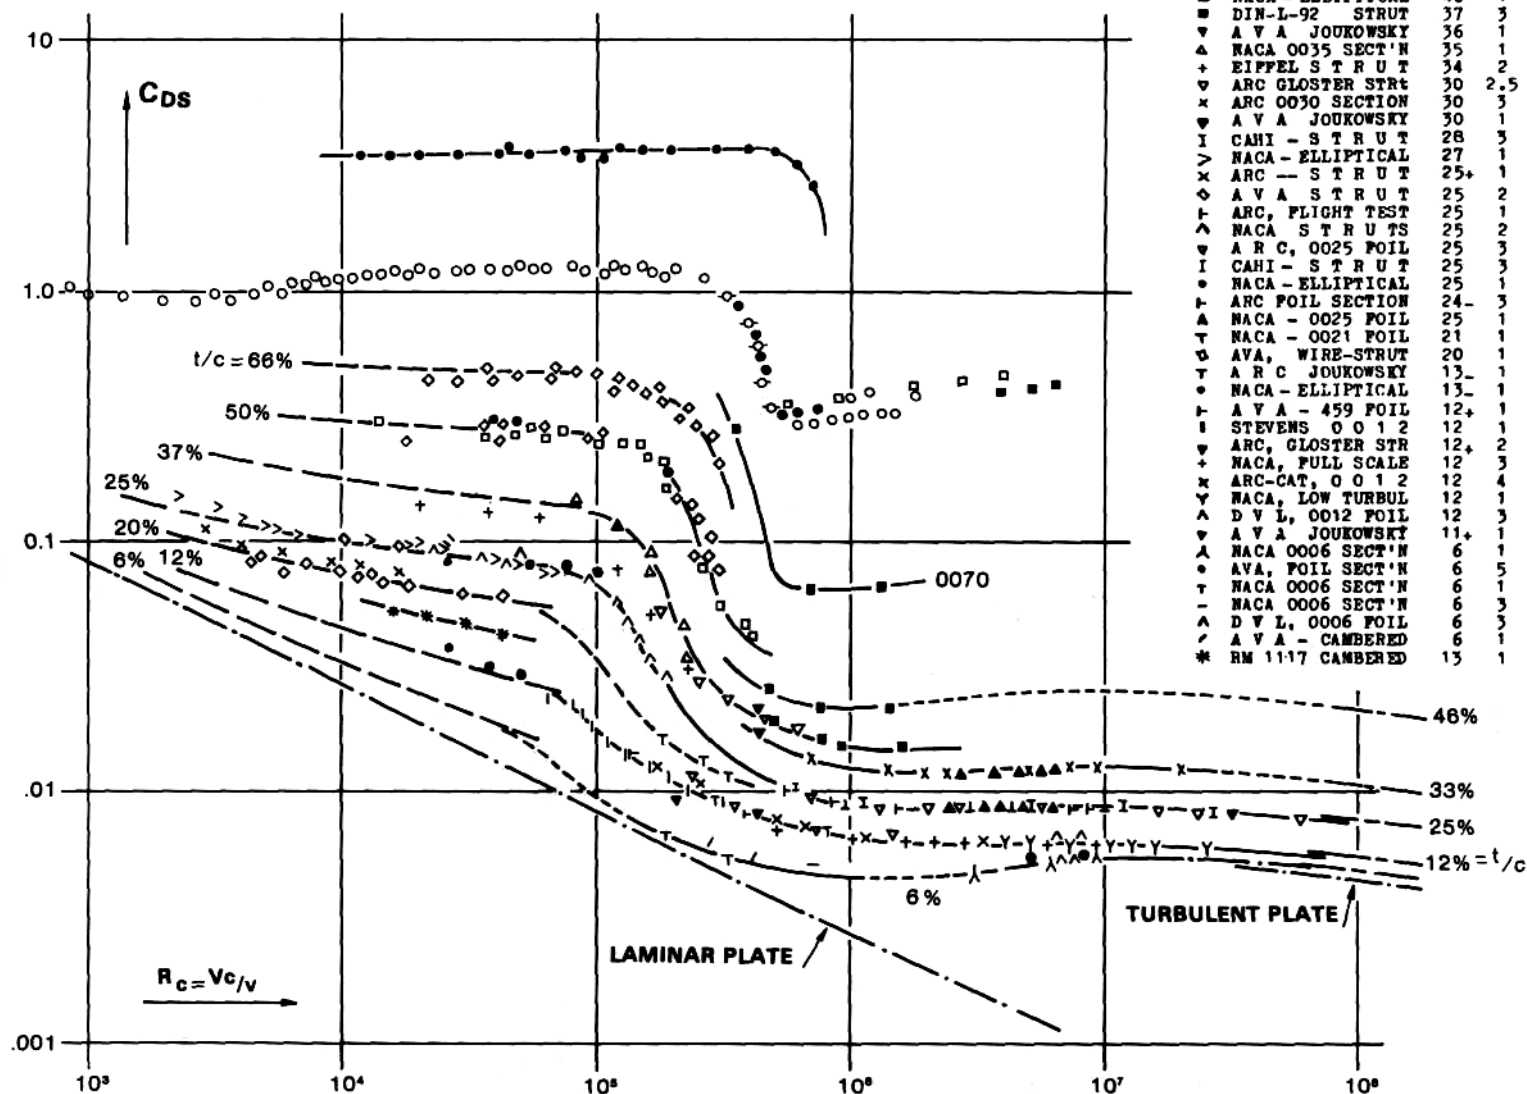 ■ DIN-L-92 STRUT 37 3
▼ A V A JOUKOWSKY 36 1
△ NACA 0035 SECT'N 35 1
+ EIFFEL S T R U T 34 2
▽ ARC GLOSTER STRt 30 2.5
× ARC 0030 SECTION 30 3
▼ A V A JOUKOWSKY 30 1
I CAHI - S T R U T 28 3
> NACA - ELLIPTICAL 27 1
× ARC -- S T R U T 25+ 1
◇ A V A S T R U T 25 2
⊢ ARC, FLIGHT TEST 25 1
^ NACA S T R U T S 25 2
▼ A R C, 0025 FOIL 25 3
I CAHI - S T R U T 25 3
● NACA - ELLIPTICAL 25 1
⊢ ARC FOIL SECTION 24- 3
▲ NACA - 0025 FOIL 25 1
T NACA - 0021 FOIL 21 1
AVA, WIRE-STRUT 20 1
T A R C JOUKOWSKY 13- 1
● NACA - ELLIPTICAL 13- 1
⊢ A V A - 459 FOIL 12+ 1
I STEVENS 0 0 1 2 12 1
▼ ARC, GLOSTER STR 12+ 2
+ NACA, FULL SCALE 12 3
× ARC-CAT, 0 0 1 2 12 4
Y NACA, LOW TURBUL 12 1
^ D V L, 0012 FOIL 12 3
▼ A V A JOUKOWSKY 11+ 1
⅄ NACA 0006 SECT'N 6 1
● AVA, FOIL SECT'N 6 5
T NACA 0006 SECT'N 6 1
- NACA 0006 SECT'N 6 3
^ D V L, 0006 FOIL 6 3
/ A V A - CAMBERED 6 1
* RM 1117 CAMBERED 13 1
10
CDS
1.0
t/c = 66%
50%
37%
25%
20%
12%
6%
0.1
0070
46%
.01
33%
25%
12% = t/c
6%
TURBULENT PLATE
LAMINAR PLATE
Rc = Vc/v
.001
10³ 10⁴ 10⁵ 10⁶ 10⁷ 10⁸